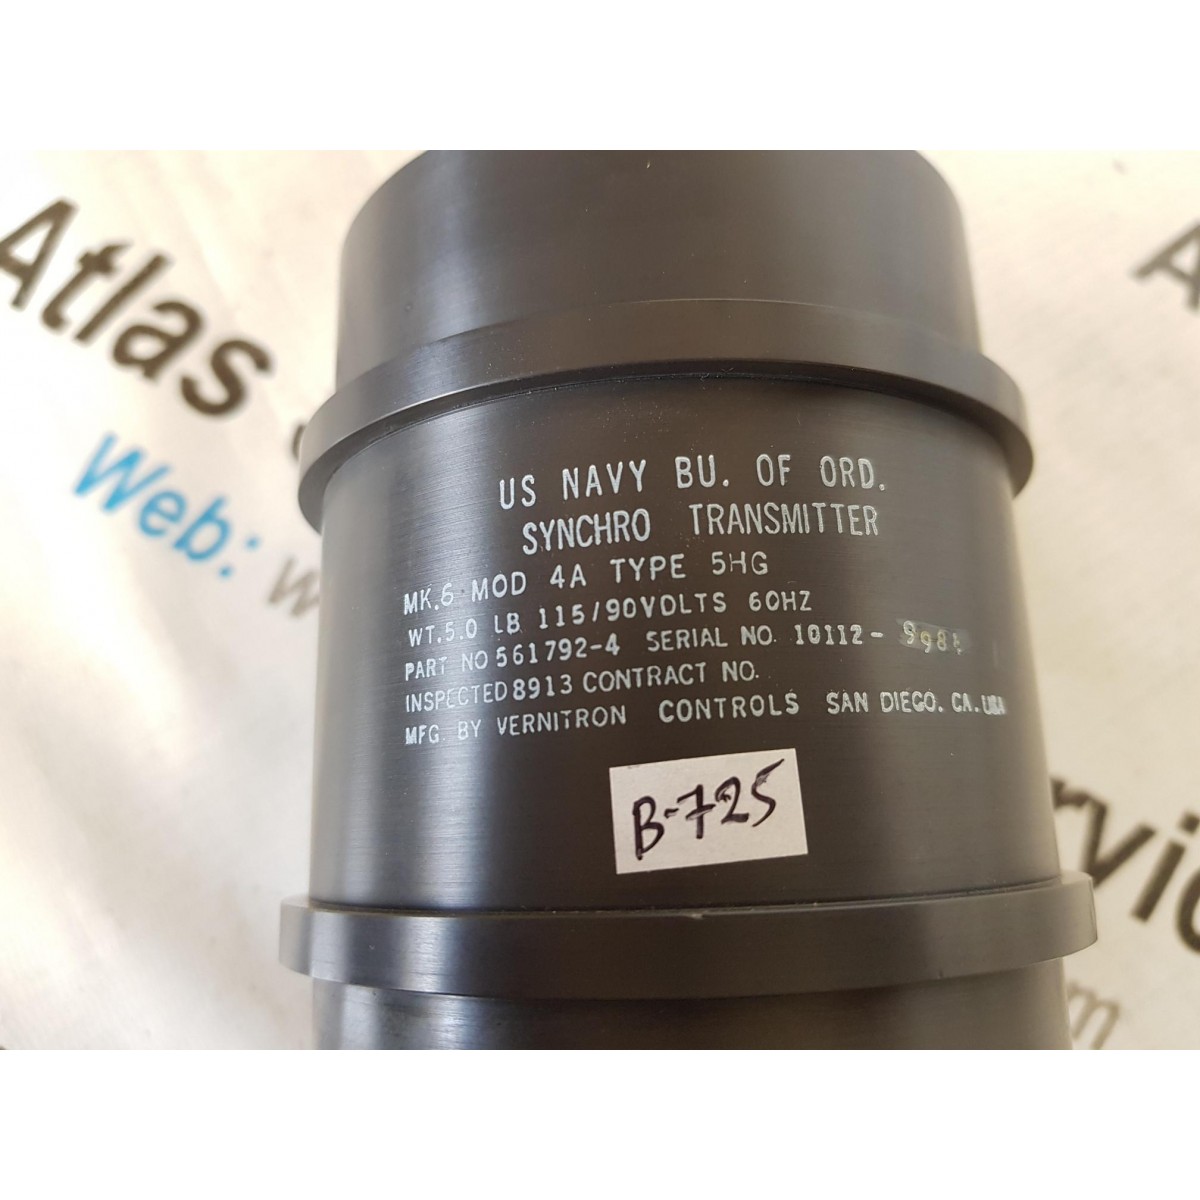 US NAVY BU. OF ORD.
SYNCHRO TRANSMITTER
MK.6 MOD 4A TYPE 5HG
WT.5.0 LB 115/90VOLTS 60HZ
PART NO 561792-4 SERIAL NO. 10112-
INSPECTED 8913 CONTRACT NO.
MFG BY VERNITRON CONTROLS SAN DIEGO. CA. USA
B-725
Atlas
Web: